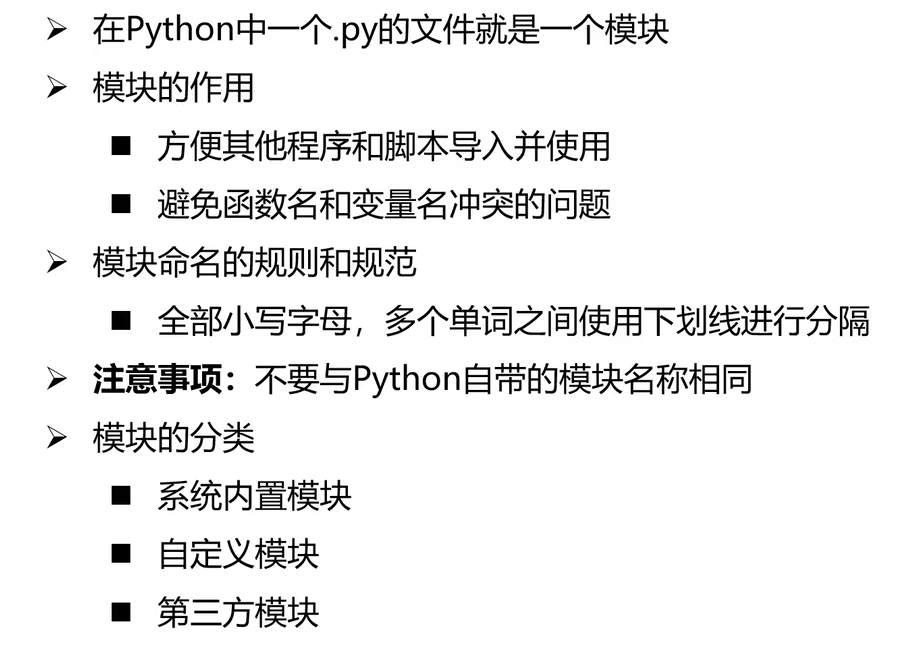 在Python中一个.py的文件就是一个模块
模块的作用
方便其他程序和脚本导入并使用
避免函数名和变量名冲突的问题
模块命名的规则和规范
全部小写字母，多个单词之间使用下划线进行分隔
注意事项：不要与Python自带的模块名称相同
模块的分类
系统内置模块
自定义模块
第三方模块